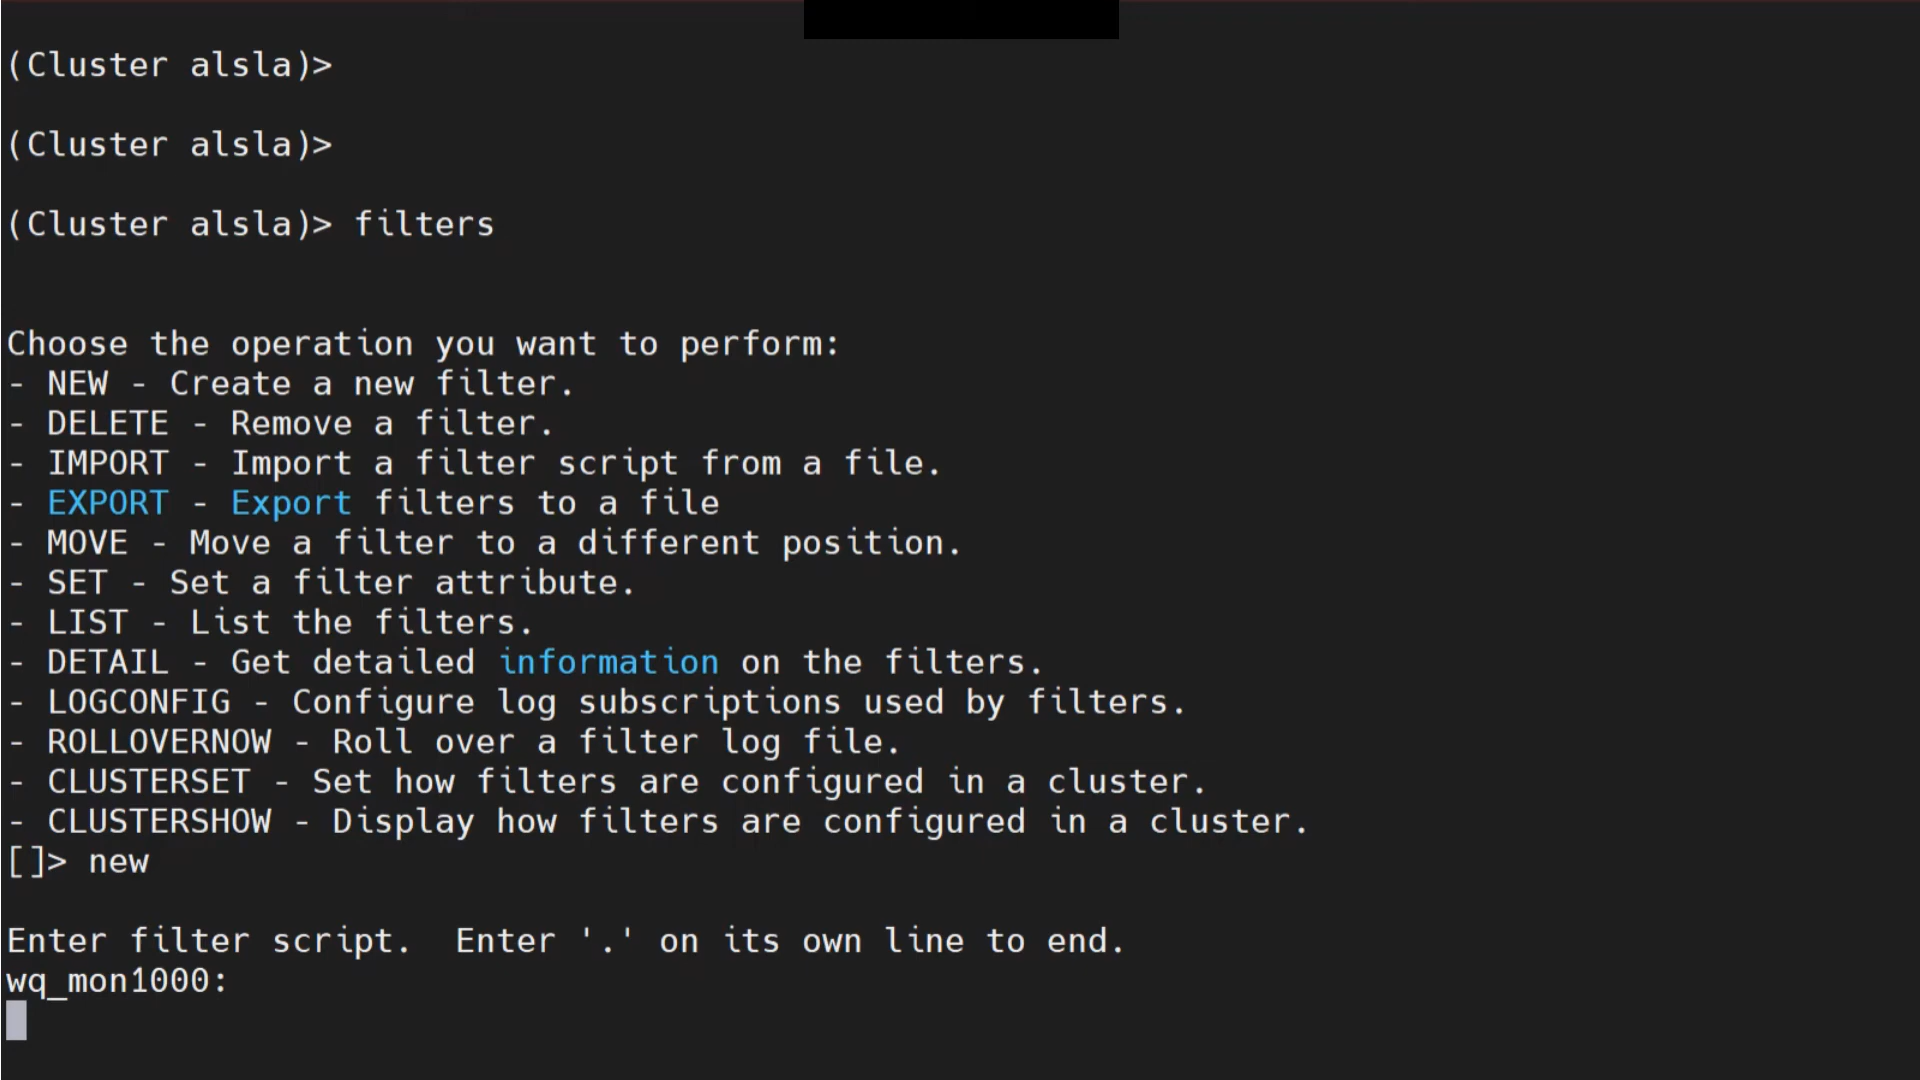 (Cluster alsla)>
(Cluster alsla)>
(Cluster alsla)> filters
Choose the operation you want to perform:
- NEW - Create a new filter.
- DELETE - Remove a filter.
- IMPORT - Import a filter script from a file.
- EXPORT - Export filters to a file
- MOVE - Move a filter to a different position.
- SET - Set a filter attribute.
- LIST - List the filters.
- DETAIL - Get detailed information on the filters.
- LOGCONFIG - Configure log subscriptions used by filters.
- ROLLOVERNOW - Roll over a filter log file.
- CLUSTERSET - Set how filters are configured in a cluster.
- CLUSTERSHOW - Display how filters are configured in a cluster.
[]> new
Enter filter script.  Enter '.' on its own line to end.
wq_mon1000: